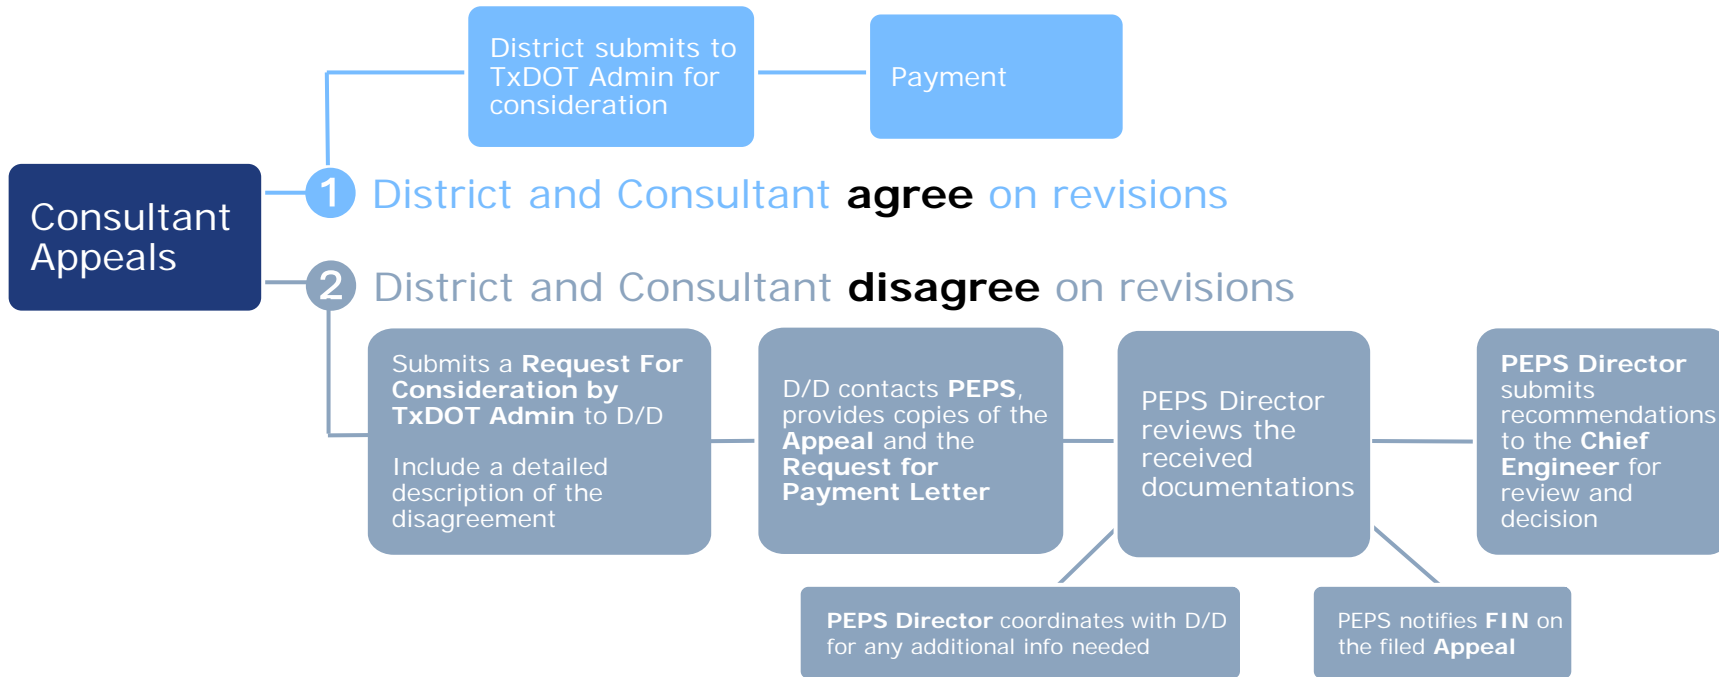 District submits to
TxDOT Admin for
consideration
Payment
Consultant
Appeals
1 District and Consultant agree on revisions
2 District and Consultant disagree on revisions
Submits a Request For
Consideration by
TxDOT Admin to D/D
Include a detailed
description of the
disagreement
D/D contacts PEPS,
provides copies of the
Appeal and the
Request for
Payment Letter
PEPS Director
reviews the
received
documentations
PEPS Director
submits
recommendations
to the Chief
Engineer for
review and
decision
PEPS Director coordinates with D/D
for any additional info needed
PEPS notifies FIN on
the filed Appeal